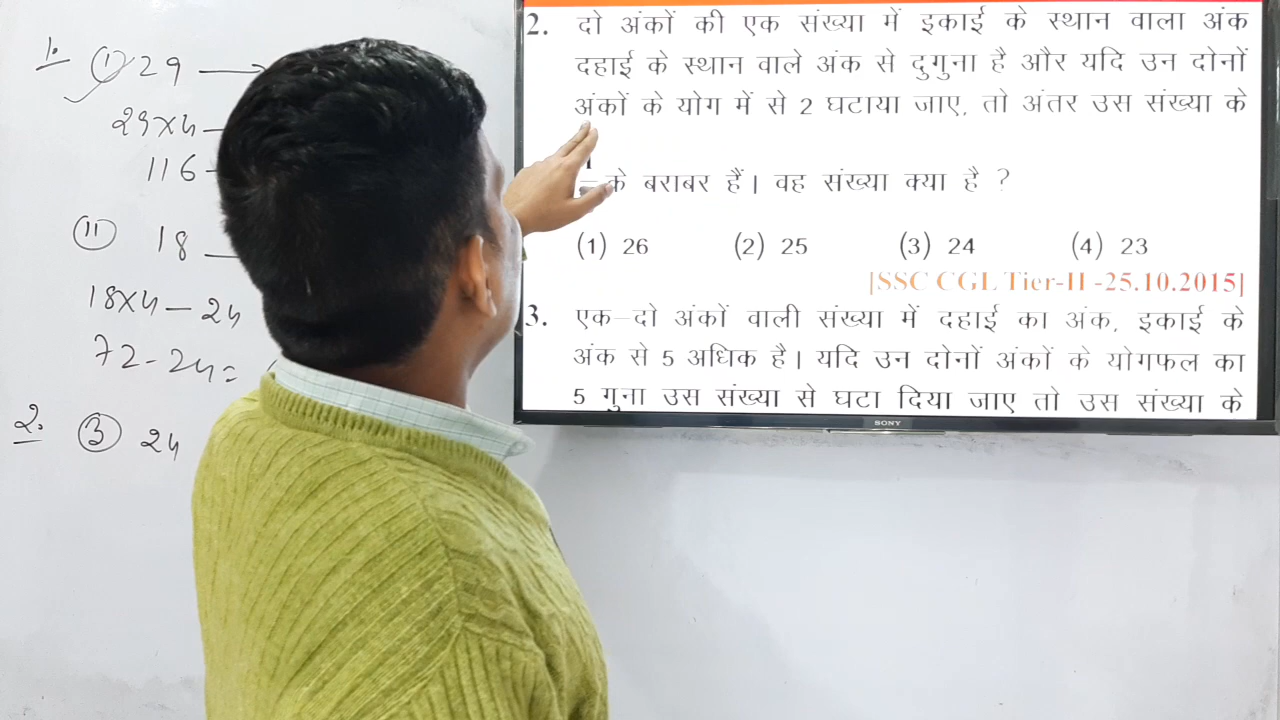 1. (1) 29
29×4
116
(11) 18
18×4 — 24
72 - 24 =
2. (3) 24
2. दो अंकों की एक संख्या में इकाई के स्थान वाला अंक
दहाई के स्थान वाले अंक से दुगुना है और यदि उन दोनों
अंकों के योग में से 2 घटाया जाए, तो अंतर उस संख्या के
के बराबर हैं। वह संख्या क्या है ?
(1) 26 (2) 25 (3) 24 (4) 23
[SSC CGL Tier-II -25.10.2015]
3. एक–दो अंकों वाली संख्या में दहाई का अंक, इकाई के
अंक से 5 अधिक है। यदि उन दोनों अंकों के योगफल का
5 गुना उस संख्या से घटा दिया जाए तो उस संख्या के
SONY